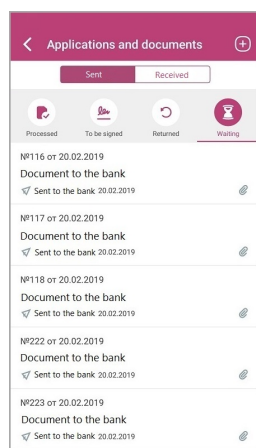 Applications and documents
Sent Received
Processed To be signed Returned Waiting
№116 от 20.02.2019
Document to the bank
Sent to the bank 20.02.2019
№117 от 20.02.2019
Document to the bank
Sent to the bank 20.02.2019
№118 от 20.02.2019
Document to the bank
Sent to the bank 20.02.2019
№222 от 20.02.2019
Document to the bank
Sent to the bank 20.02.2019
№223 от 20.02.2019
Document to the bank
Sent to the bank 20.02.2019